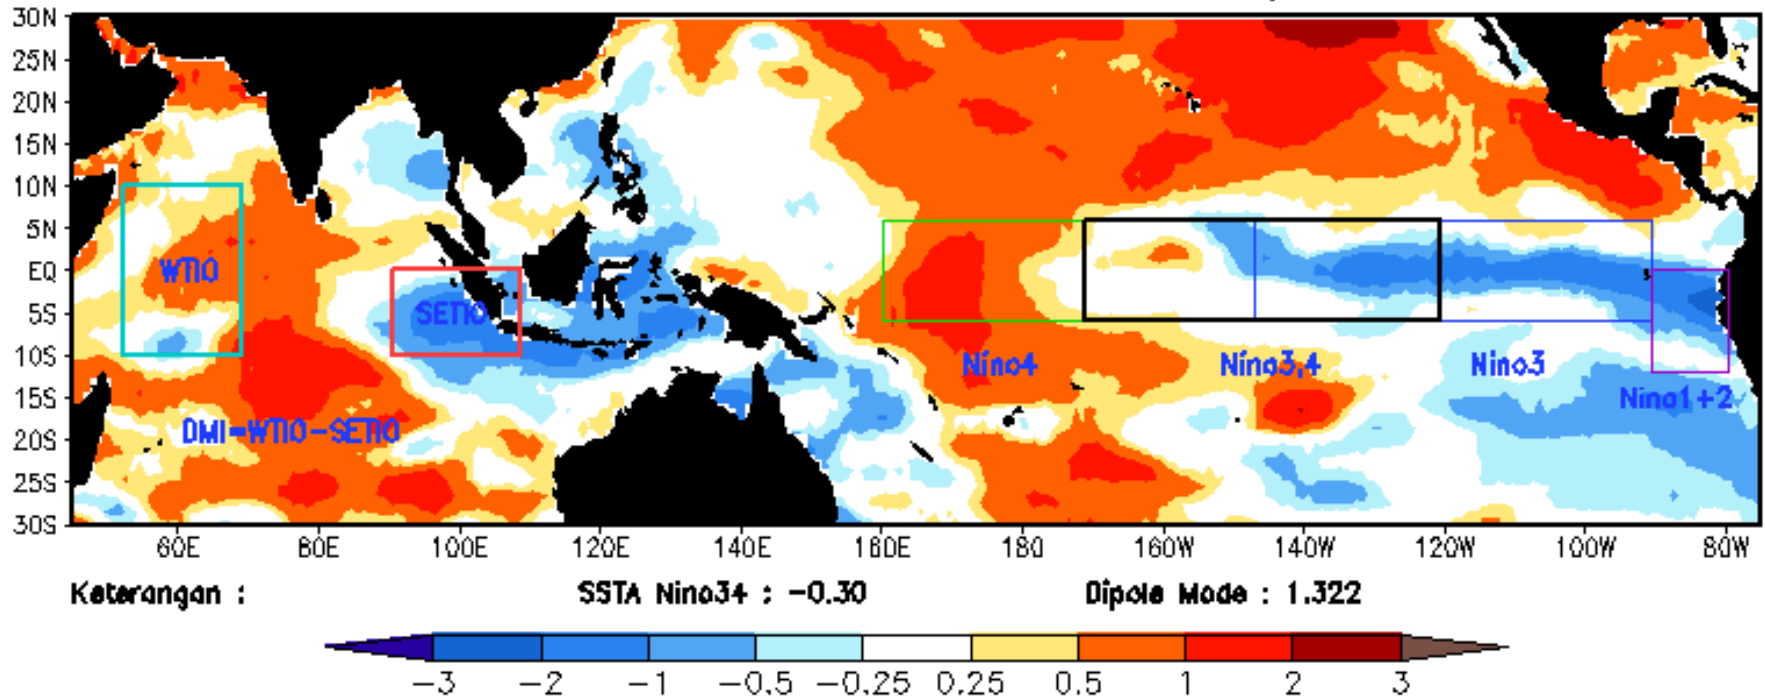 30N
25N
20N
15N
10N
5N
EQ
5S
10S
15S
20S
25S
30S
WTIO
SETIO
DMI=WTIO-SETIO
Nino4
Nino3,4
Nino3
Nino1+2
60E 80E 100E 120E 140E 160E 180 160W 140W 120W 100W 80W
Keterangan : SSTA Nino34 : -0.30 Dipole Mode : 1.322
-3 -2 -1 -0.5 -0.25 0.25 0.5 1 2 3